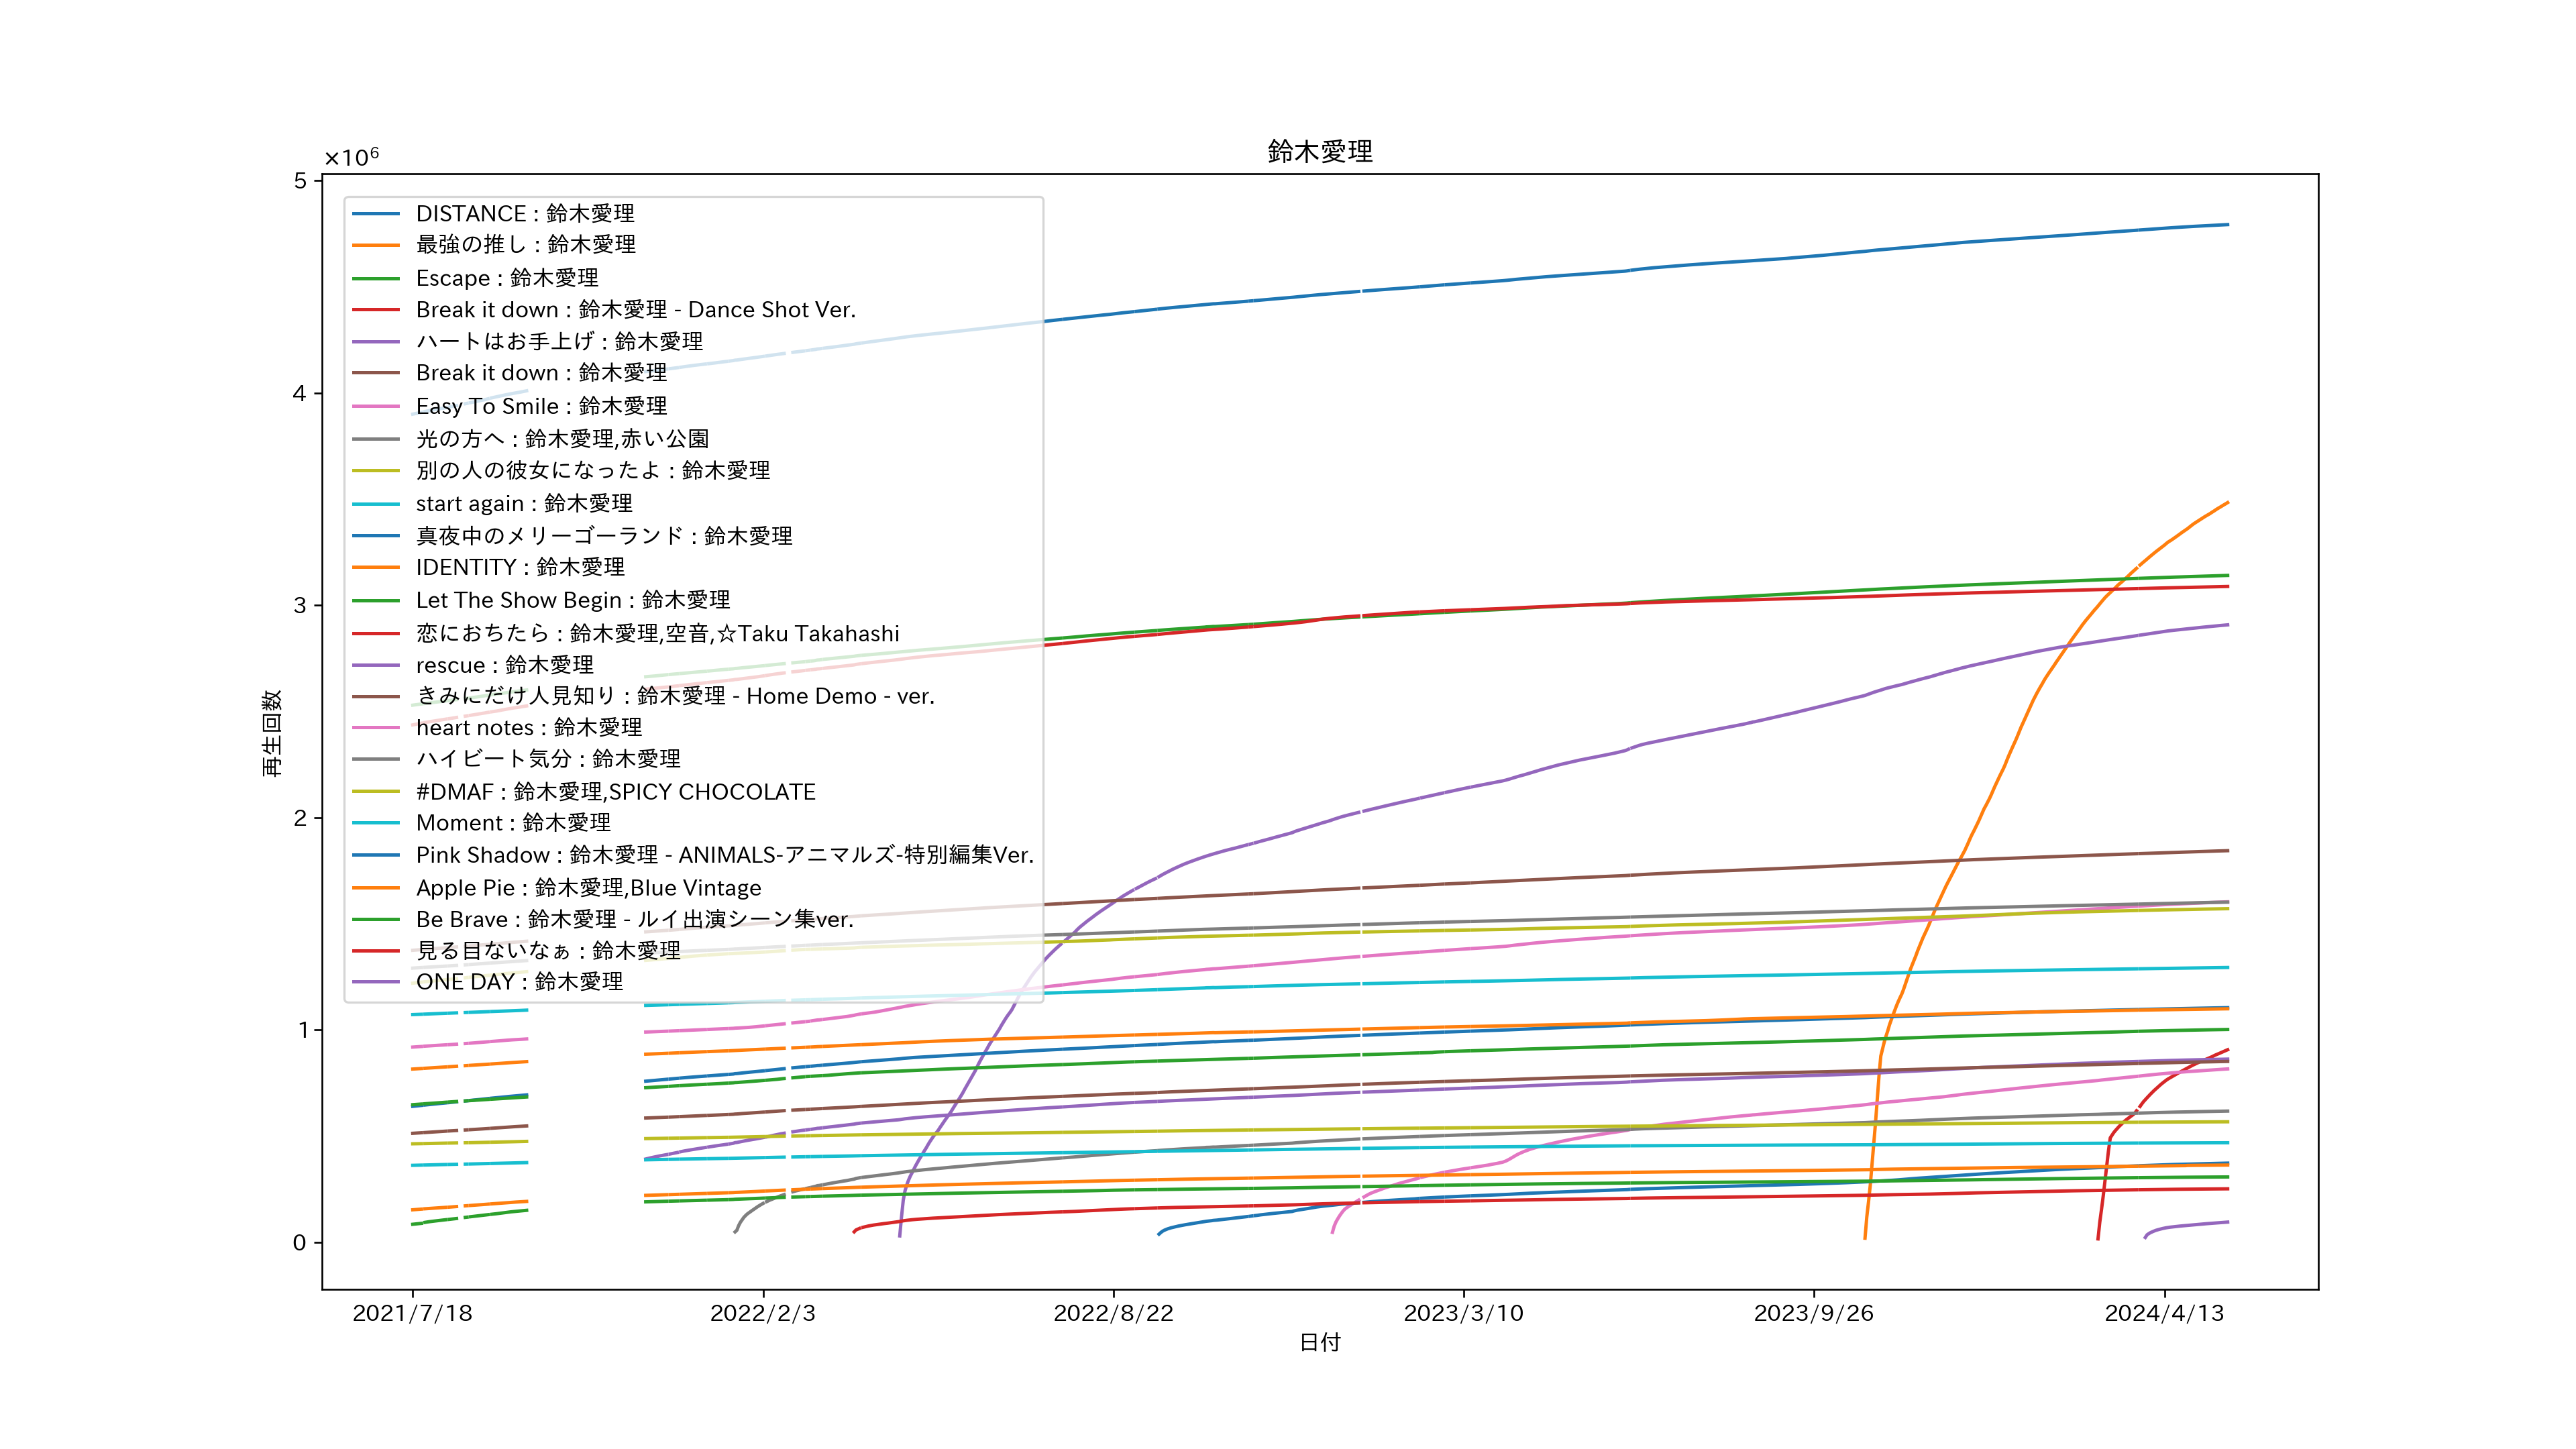 鈴木愛理
×10⁶
5
4
3
2
1
0
再生回数
DISTANCE : 鈴木愛理
最強の推し : 鈴木愛理
Escape : 鈴木愛理
Break it down : 鈴木愛理 - Dance Shot Ver.
ハートはお手上げ : 鈴木愛理
Break it down : 鈴木愛理
Easy To Smile : 鈴木愛理
光の方へ : 鈴木愛理,赤い公園
別の人の彼女になったよ : 鈴木愛理
start again : 鈴木愛理
真夜中のメリーゴーランド : 鈴木愛理
IDENTITY : 鈴木愛理
Let The Show Begin : 鈴木愛理
恋におちたら : 鈴木愛理,空音,☆Taku Takahashi
rescue : 鈴木愛理
きみにだけ人見知り : 鈴木愛理 - Home Demo - ver.
heart notes : 鈴木愛理
ハイビート気分 : 鈴木愛理
#DMAF : 鈴木愛理,SPICY CHOCOLATE
Moment : 鈴木愛理
Pink Shadow : 鈴木愛理 - ANIMALS-アニマルズ-特別編集Ver.
Apple Pie : 鈴木愛理,Blue Vintage
Be Brave : 鈴木愛理 - ルイ出演シーン集ver.
見る目ないなぁ : 鈴木愛理
ONE DAY : 鈴木愛理
2021/7/18 2022/2/3 2022/8/22 2023/3/10 2023/9/26 2024/4/13
日付